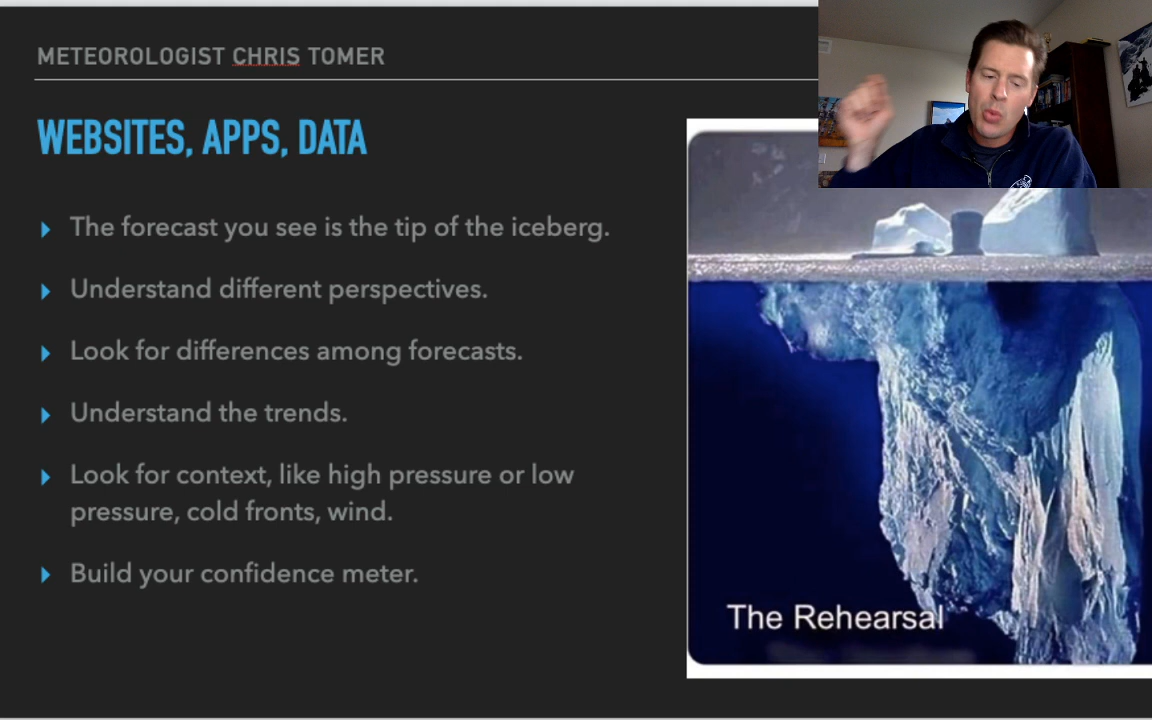 METEOROLOGIST CHRIS TOMER
WEBSITES, APPS, DATA
The forecast you see is the tip of the iceberg.
Understand different perspectives.
Look for differences among forecasts.
Understand the trends.
Look for context, like high pressure or low
pressure, cold fronts, wind.
Build your confidence meter.
The Rehearsal